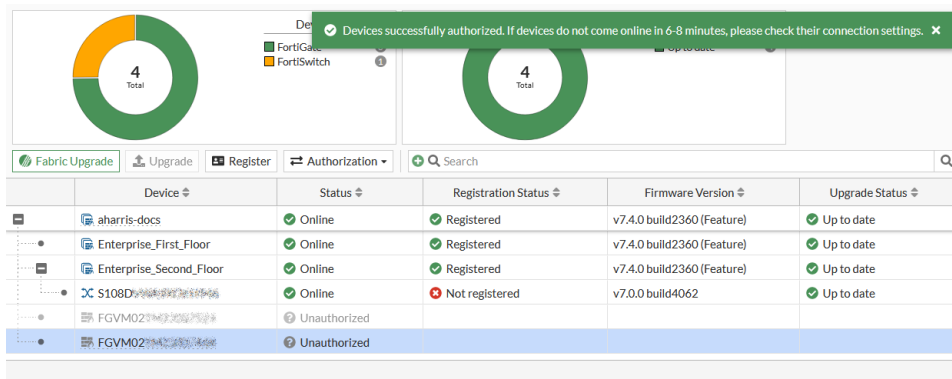 Devices successfully authorized. If devices do not come online in 6-8 minutes, please check their connection settings. ×
FortiGate
FortiSwitch 1
4
Total
4
Total
Up to date
Fabric Upgrade Upgrade Register Authorization Search
Device Status Registration Status Firmware Version Upgrade Status
aharris-docs Online Registered v7.4.0 build2360 (Feature) Up to date
Enterprise_First_Floor Online Registered v7.4.0 build2360 (Feature) Up to date
Enterprise_Second_Floor Online Registered v7.4.0 build2360 (Feature) Up to date
S108D Online Not registered v7.0.0 build4062 Up to date
FGVM02 Unauthorized
FGVM02 Unauthorized